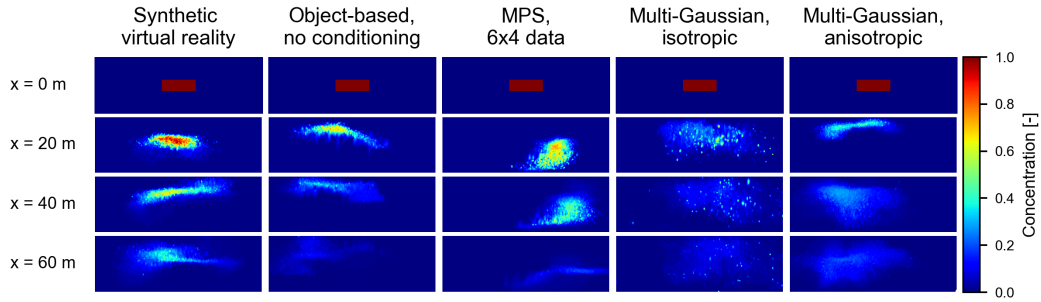 Synthetic
virtual reality
Object-based,
no conditioning
MPS,
6x4 data
Multi-Gaussian,
isotropic
Multi-Gaussian,
anisotropic
x = 0 m
x = 20 m
x = 40 m
x = 60 m
1.0
0.8
0.6
0.4
0.2
0.0
Concentration [-]